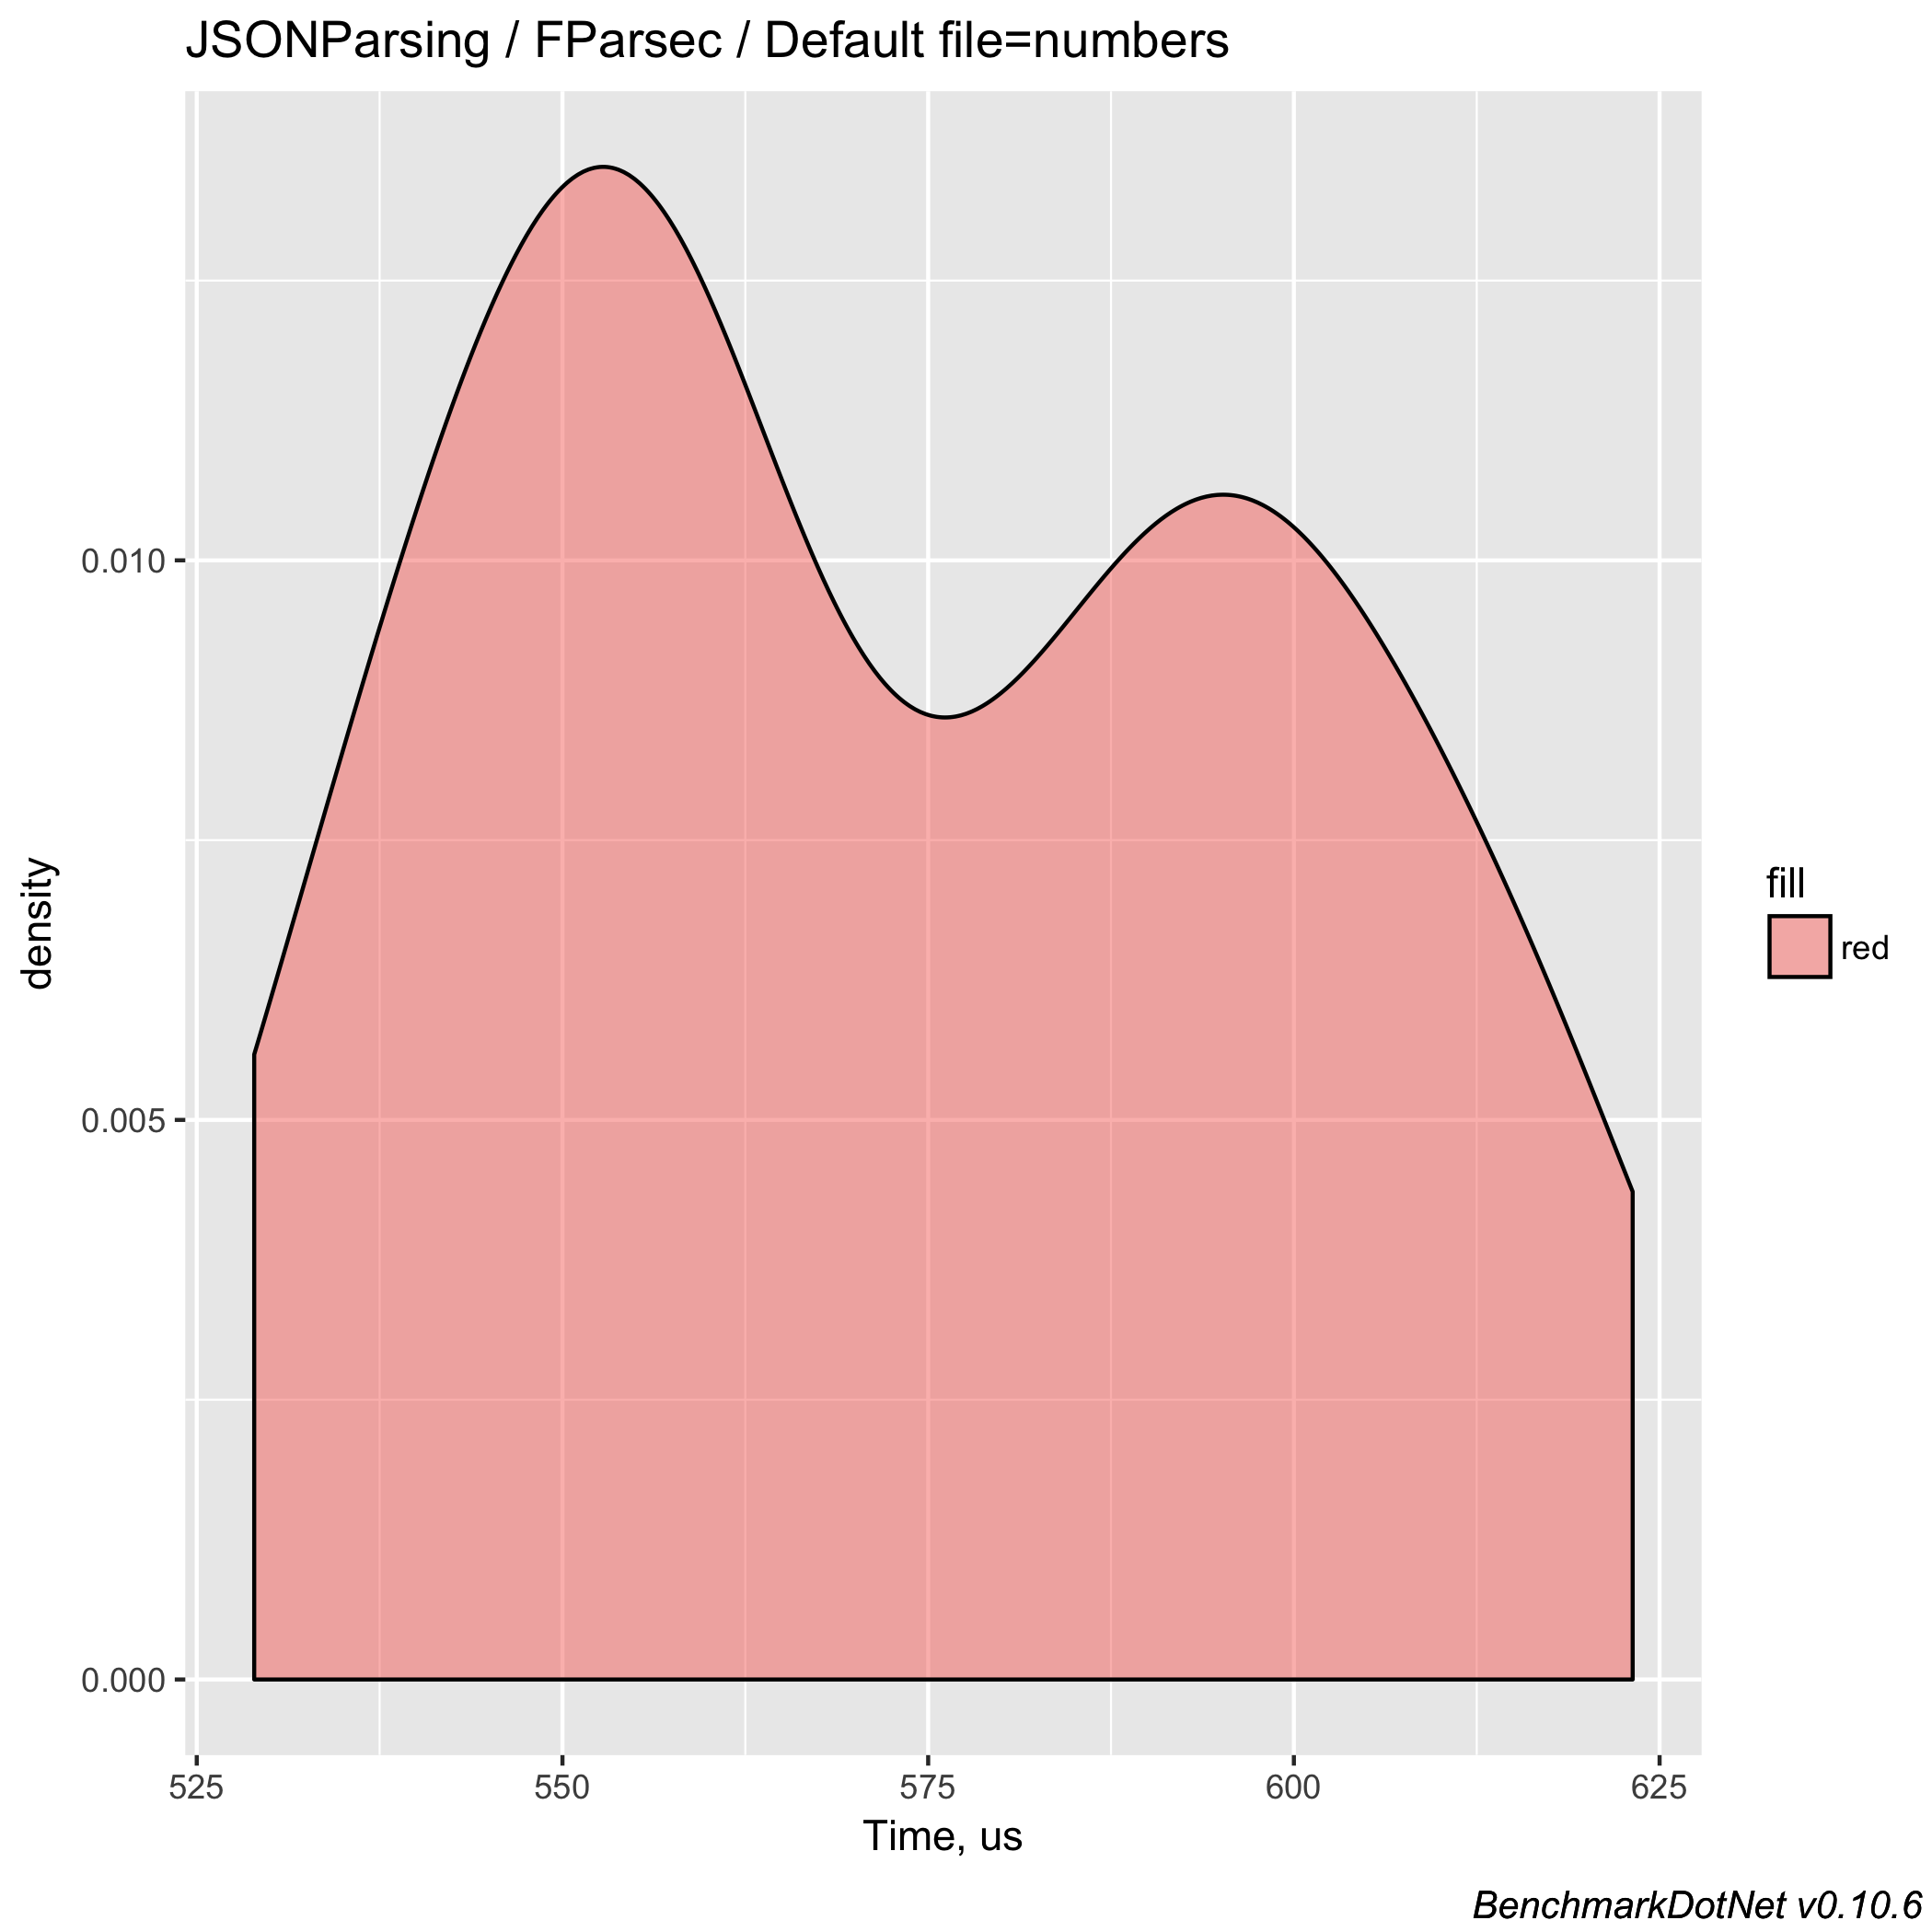 JSONParsing / FParsec / Default file=numbers
density
0.010
0.005
0.000
525 550 575 600 625
Time, us
fill
red
BenchmarkDotNet v0.10.6